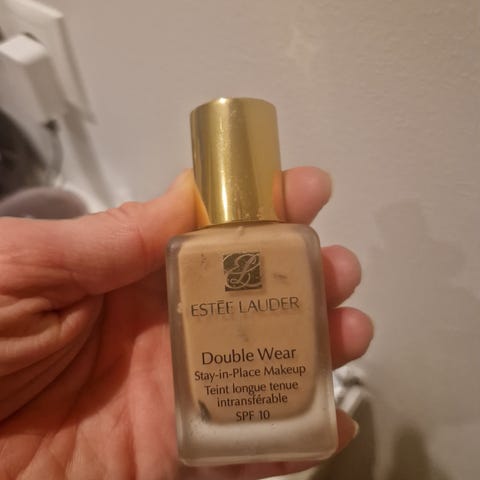 ESTĒE LAUDER
Double Wear
Stay-in-Place Makeup
Teint longue tenue
intransférable
SPF 10